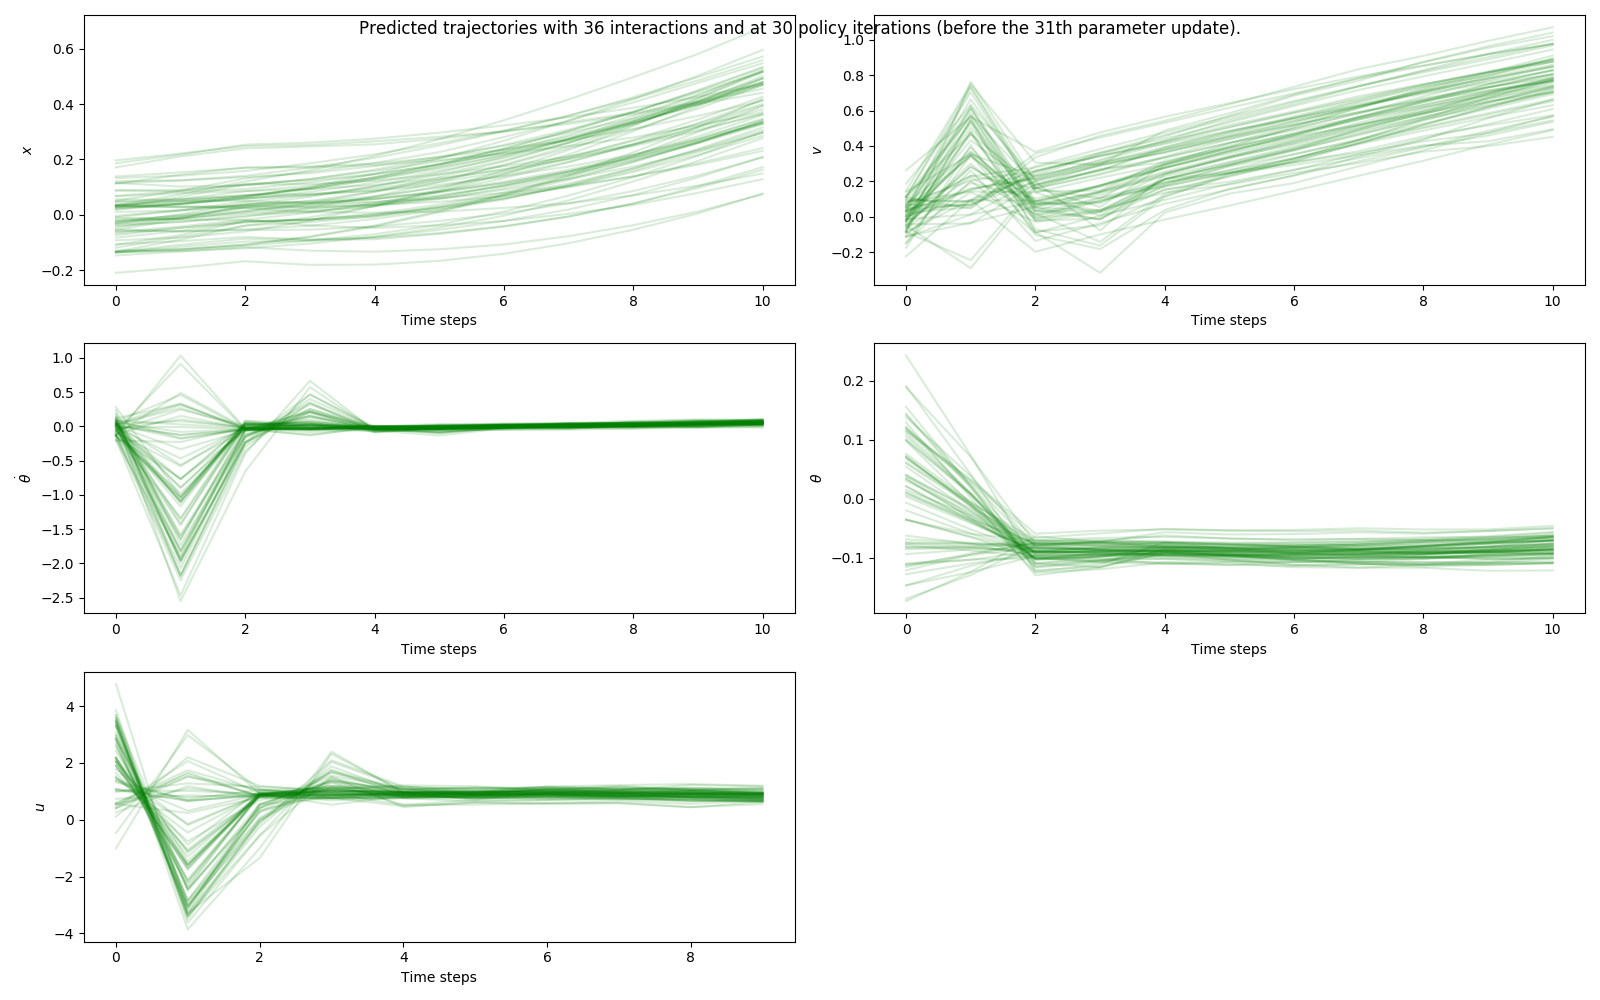 Predicted trajectories with 36 interactions and at 30 policy iterations (before the 31th parameter update).
0.6
0.4
0.2
0.0
−0.2
x
0 2 4 6 8 10
Time steps
1.0
0.8
0.6
0.4
0.2
0.0
−0.2
v
0 2 4 6 8 10
Time steps
1.0
0.5
0.0
−0.5
−1.0
−1.5
−2.0
−2.5
θ̇
0 2 4 6 8 10
Time steps
0.2
0.1
0.0
−0.1
θ
0 2 4 6 8 10
Time steps
4
2
0
−2
−4
u
0 2 4 6 8
Time steps